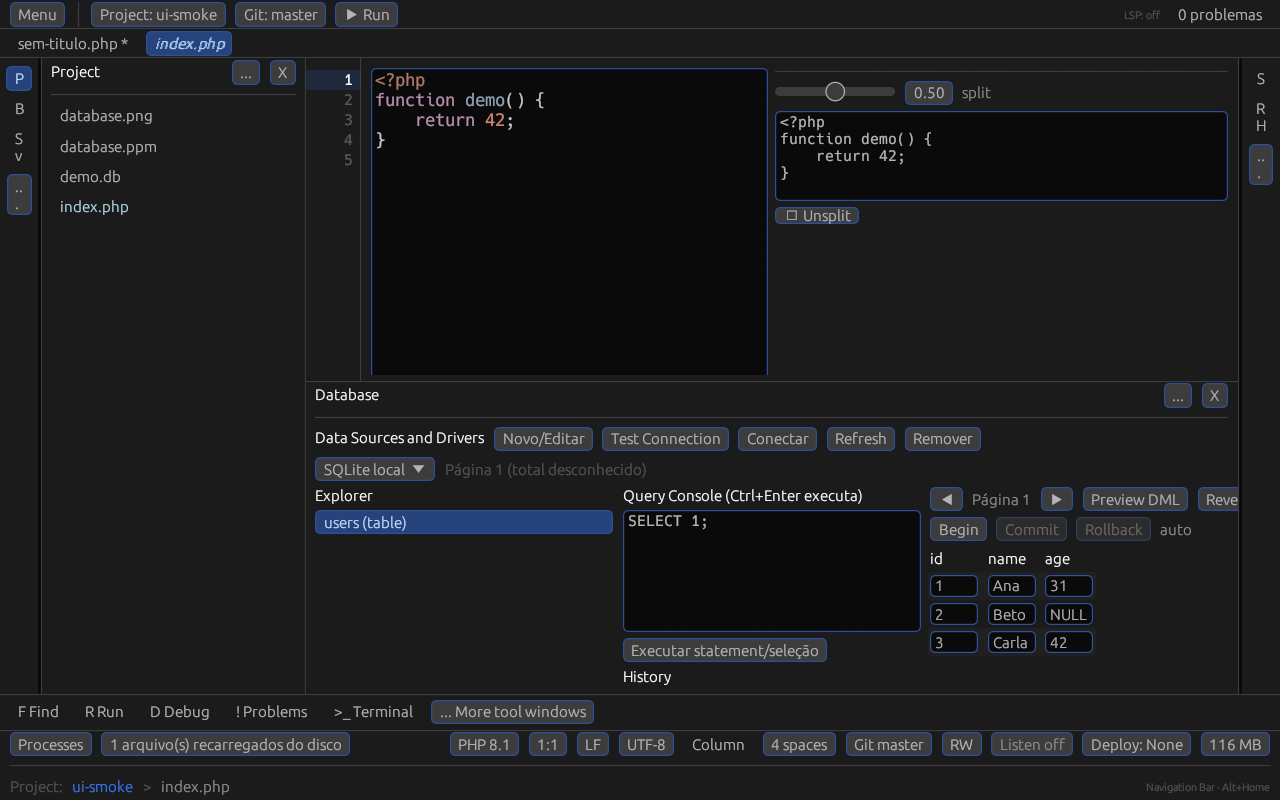 Menu Project: ui-smoke Git: master ▶ Run LSP: off 0 problemas
sem-titulo.php * index.php
P
B
S
v
..
.
Project ... X
database.png
database.ppm
demo.db
index.php
1 <?php
2 function demo() {
3     return 42;
4 }
5
0.50 split
<?php
function demo() {
    return 42;
}
☐ Unsplit
S
R
H
..
.
Database ... X
Data Sources and Drivers Novo/Editar Test Connection Conectar Refresh Remover
SQLite local ▼ Página 1 (total desconhecido)
Explorer
users (table)
Query Console (Ctrl+Enter executa)
SELECT 1;
Executar statement/seleção
History
◀ Página 1 ▶ Preview DML Reve
Begin Commit Rollback auto
id name age
1 Ana 31
2 Beto NULL
3 Carla 42
F Find R Run D Debug ! Problems >_ Terminal ... More tool windows
Processes 1 arquivo(s) recarregados do disco PHP 8.1 1:1 LF UTF-8 Column 4 spaces Git master RW Listen off Deploy: None 116 MB
Project: ui-smoke > index.php Navigation Bar · Alt+Home